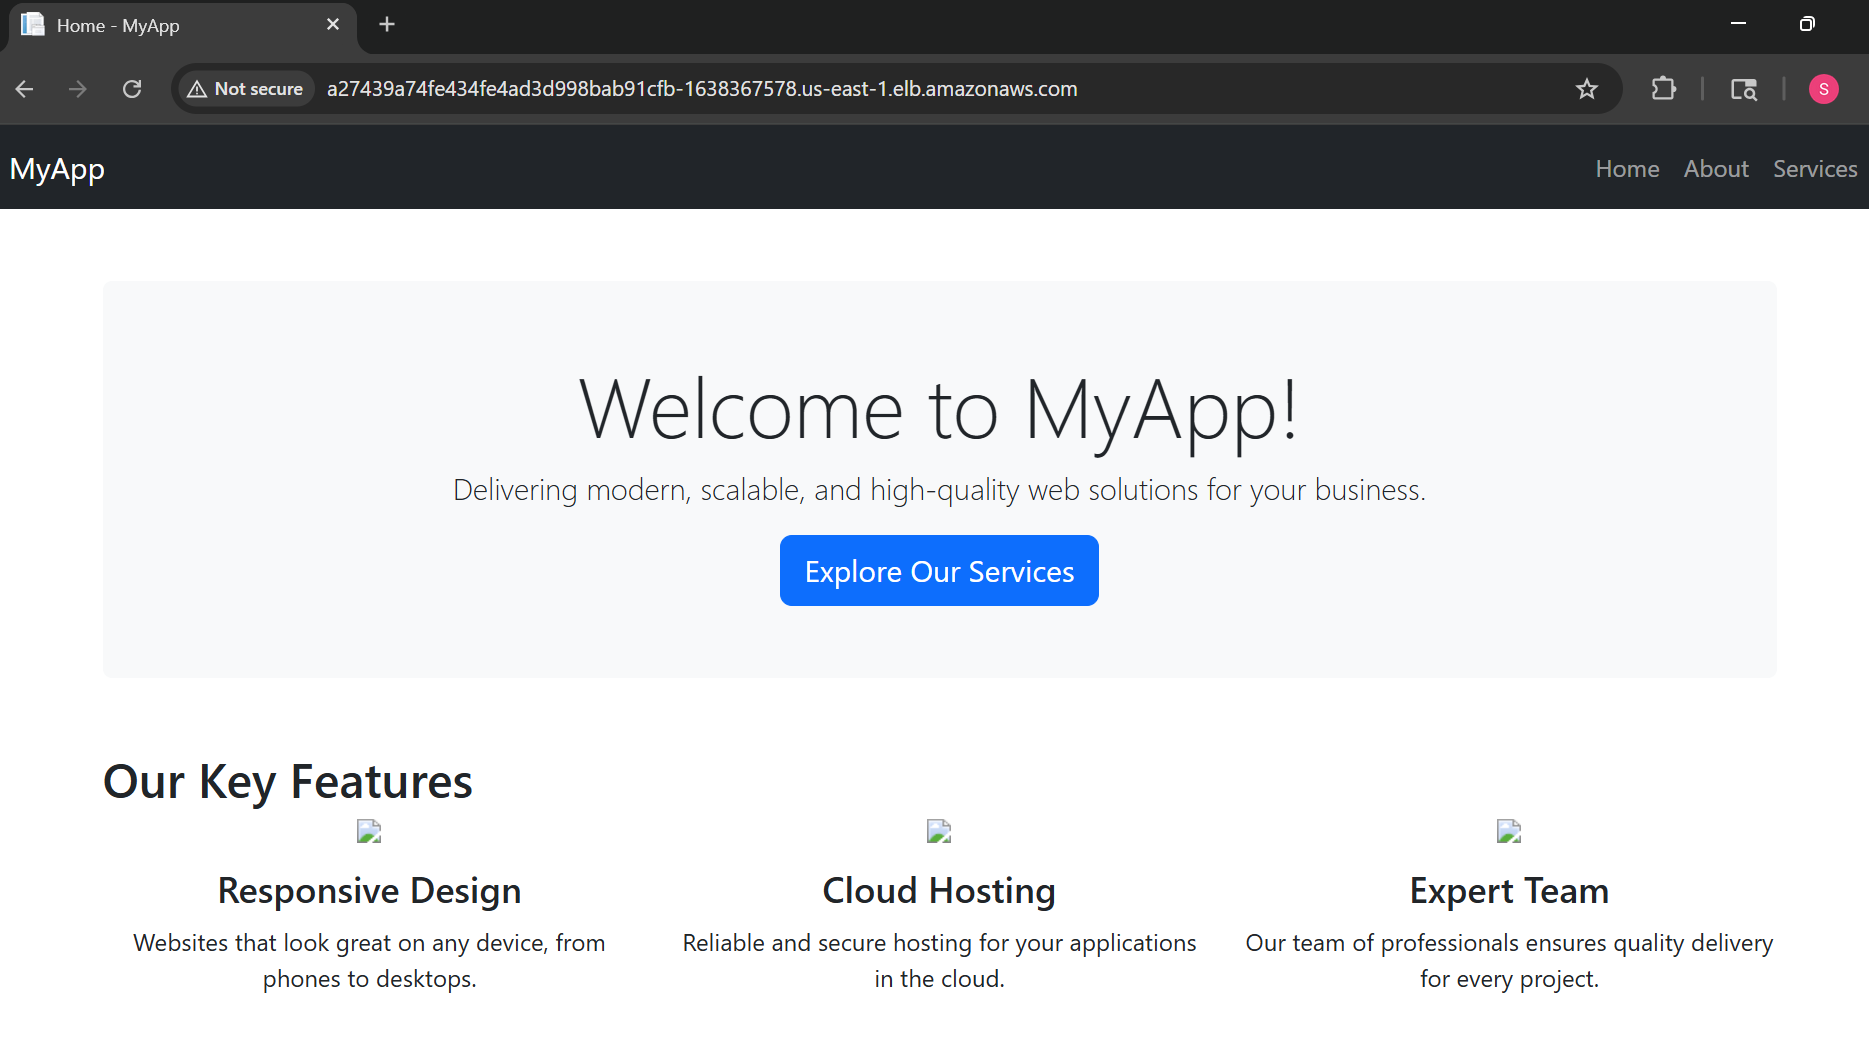 Home - MyApp
Not secure
a27439a74fe434fe4ad3d998bab91cfb-1638367578.us-east-1.elb.amazonaws.com
S
MyApp
Home About Services
Welcome to MyApp!
Delivering modern, scalable, and high-quality web solutions for your business.
Explore Our Services
Our Key Features
Responsive Design
Websites that look great on any device, from
phones to desktops.
Cloud Hosting
Reliable and secure hosting for your applications
in the cloud.
Expert Team
Our team of professionals ensures quality delivery
for every project.